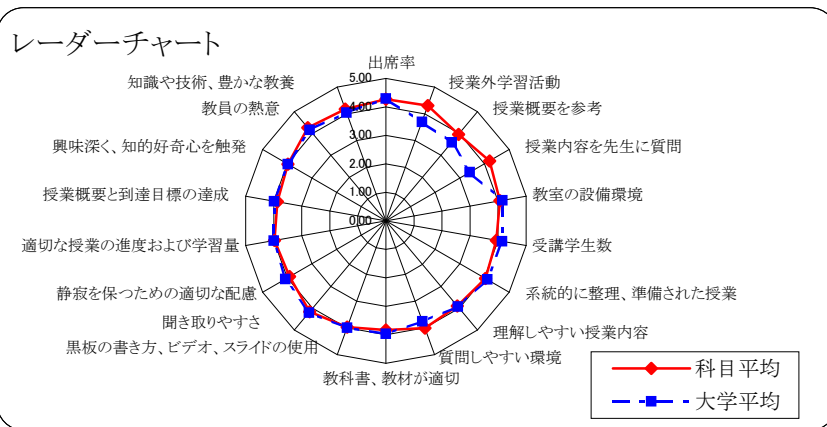 レーダーチャート
出席率
授業外学習活動
授業概要を参考
授業内容を先生に質問
教室の設備環境
受講学生数
系統的に整理、準備された授業
理解しやすい授業内容
質問しやすい環境
教科書、教材が適切
黒板の書き方、ビデオ、スライドの使用
聞き取りやすさ
静寂を保つための適切な配慮
適切な授業の進度および学習量
授業概要と到達目標の達成
興味深く、知的好奇心を触発
教員の熱意
知識や技術、豊かな教養
5.00
4.00
3.00
2.00
1.00
0.00
科目平均
大学平均